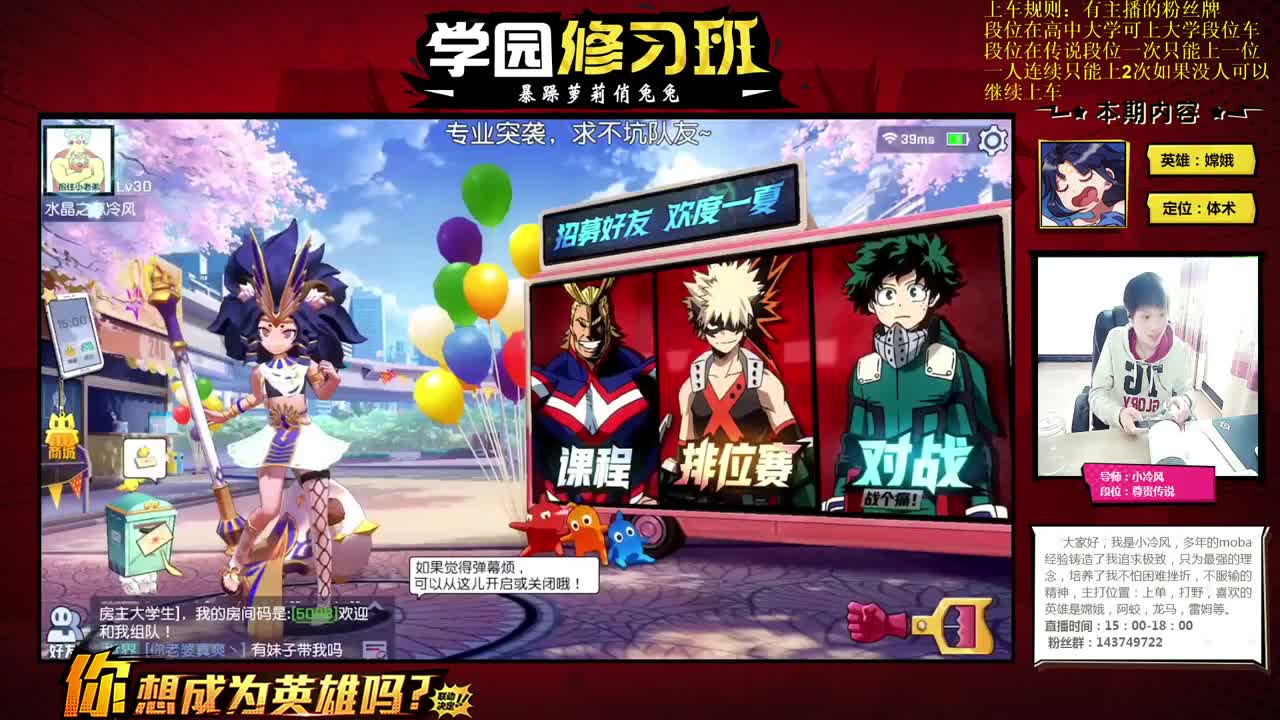 学园修习班
暴躁萝莉俏兔兔
上车规则：有主播的粉丝牌
段位在高中大学可上大学段位车
段位在传说段位一次只能上一位
一人连续只能上2次如果没人可以
继续上车
本期内容
英雄：嫦娥
定位：体术
专业突袭，求不坑队友~
39ms
Lv30
招募好友 欢度一夏
15:00
商城
课程
排位赛
对战
战个痛！
导师：小冷风
段位：尊贵传说
如果觉得弹幕烦，
可以从这儿开启或关闭哦！
房主大学生]，我的房间码是:[5098]欢迎
和我组队！
有妹子带我吗
好友
大家好，我是小冷风，多年的moba
经验铸造了我追求极致，只为最强的理
念，培养了我不怕困难挫折，不服输的
精神，主打位置：上单，打野，喜欢的
英雄是嫦娥，阿蛟，龙马，雷姆等。
直播时间：15：00-18：00
粉丝群：143749722
你想成为英雄吗?